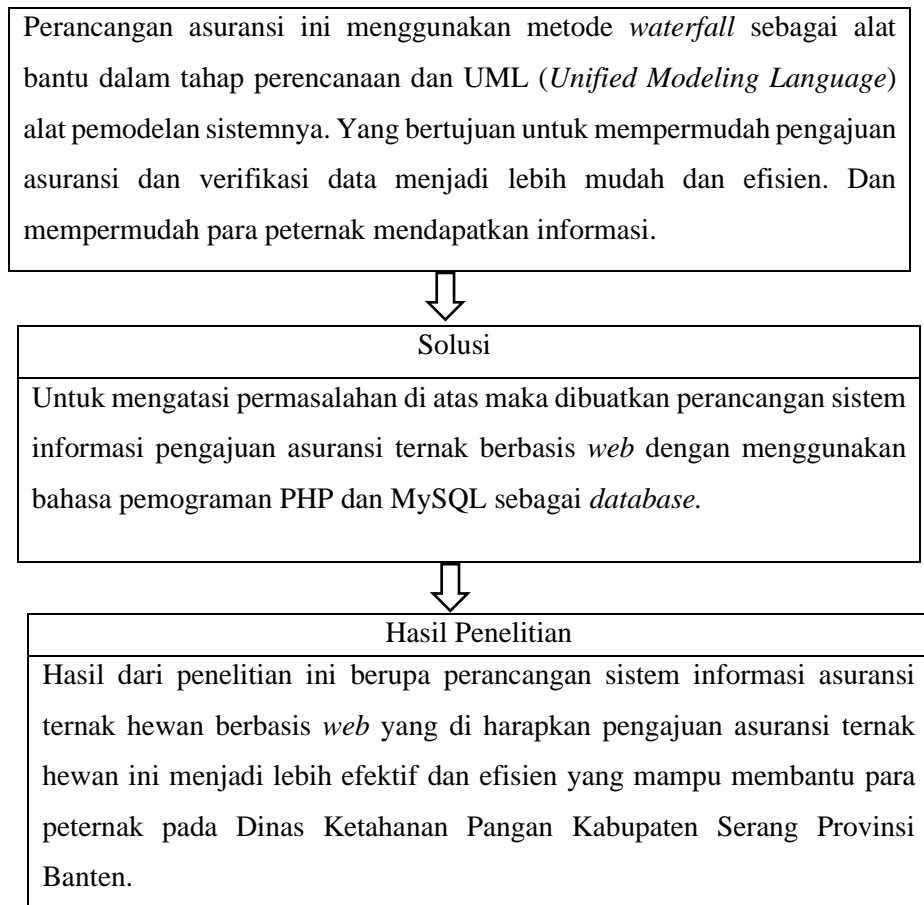 Perancangan asuransi ini menggunakan metode waterfall sebagai alat
bantu dalam tahap perencanaan dan UML (Unified Modeling Language)
alat pemodelan sistemnya. Yang bertujuan untuk mempermudah pengajuan
asuransi dan verifikasi data menjadi lebih mudah dan efisien. Dan
mempermudah para peternak mendapatkan informasi.
Solusi
Untuk mengatasi permasalahan di atas maka dibuatkan perancangan sistem
informasi pengajuan asuransi ternak berbasis web dengan menggunakan
bahasa pemograman PHP dan MySQL sebagai database.
Hasil Penelitian
Hasil dari penelitian ini berupa perancangan sistem informasi asuransi
ternak hewan berbasis web yang di harapkan pengajuan asuransi ternak
hewan ini menjadi lebih efektif dan efisien yang mampu membantu para
peternak pada Dinas Ketahanan Pangan Kabupaten Serang Provinsi
Banten.